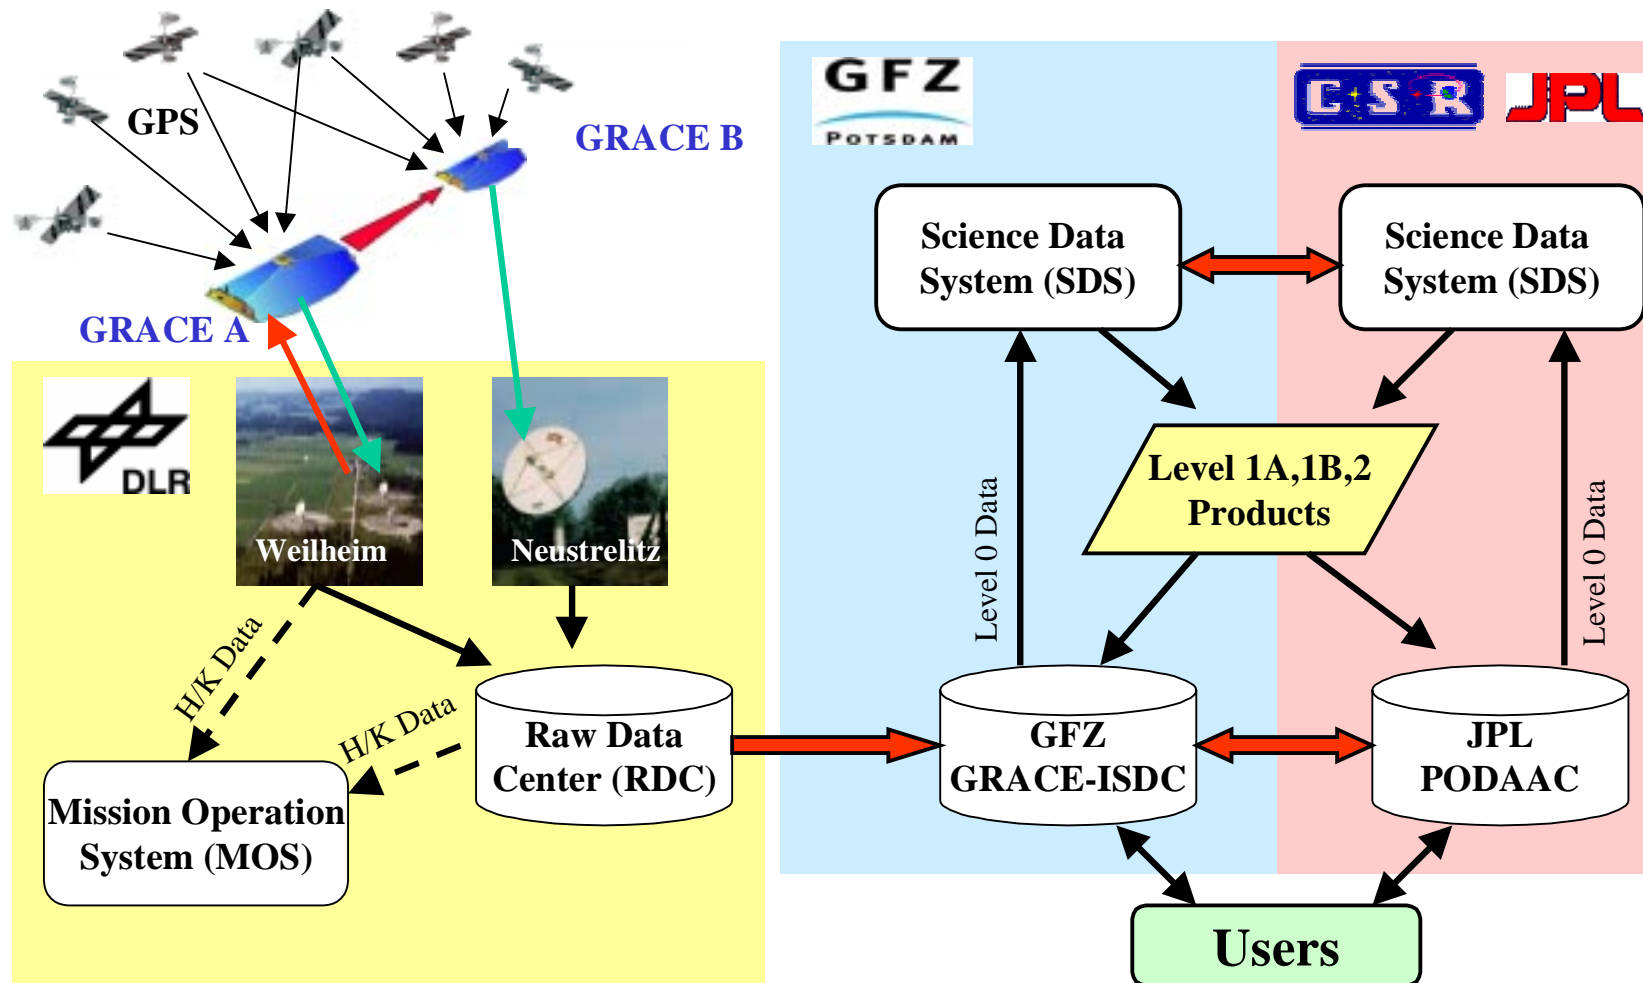 GPS
GRACE B
GRACE A
DLR
Weilheim
Neustrelitz
H/K Data
H/K Data
Mission Operation
System (MOS)
Raw Data
Center (RDC)
GFZ
POTSDAM
CSR
JPL
Science Data
System (SDS)
Science Data
System (SDS)
Level 1A,1B,2
Products
Level 0 Data
Level 0 Data
GFZ
GRACE-ISDC
JPL
PODAAC
Users